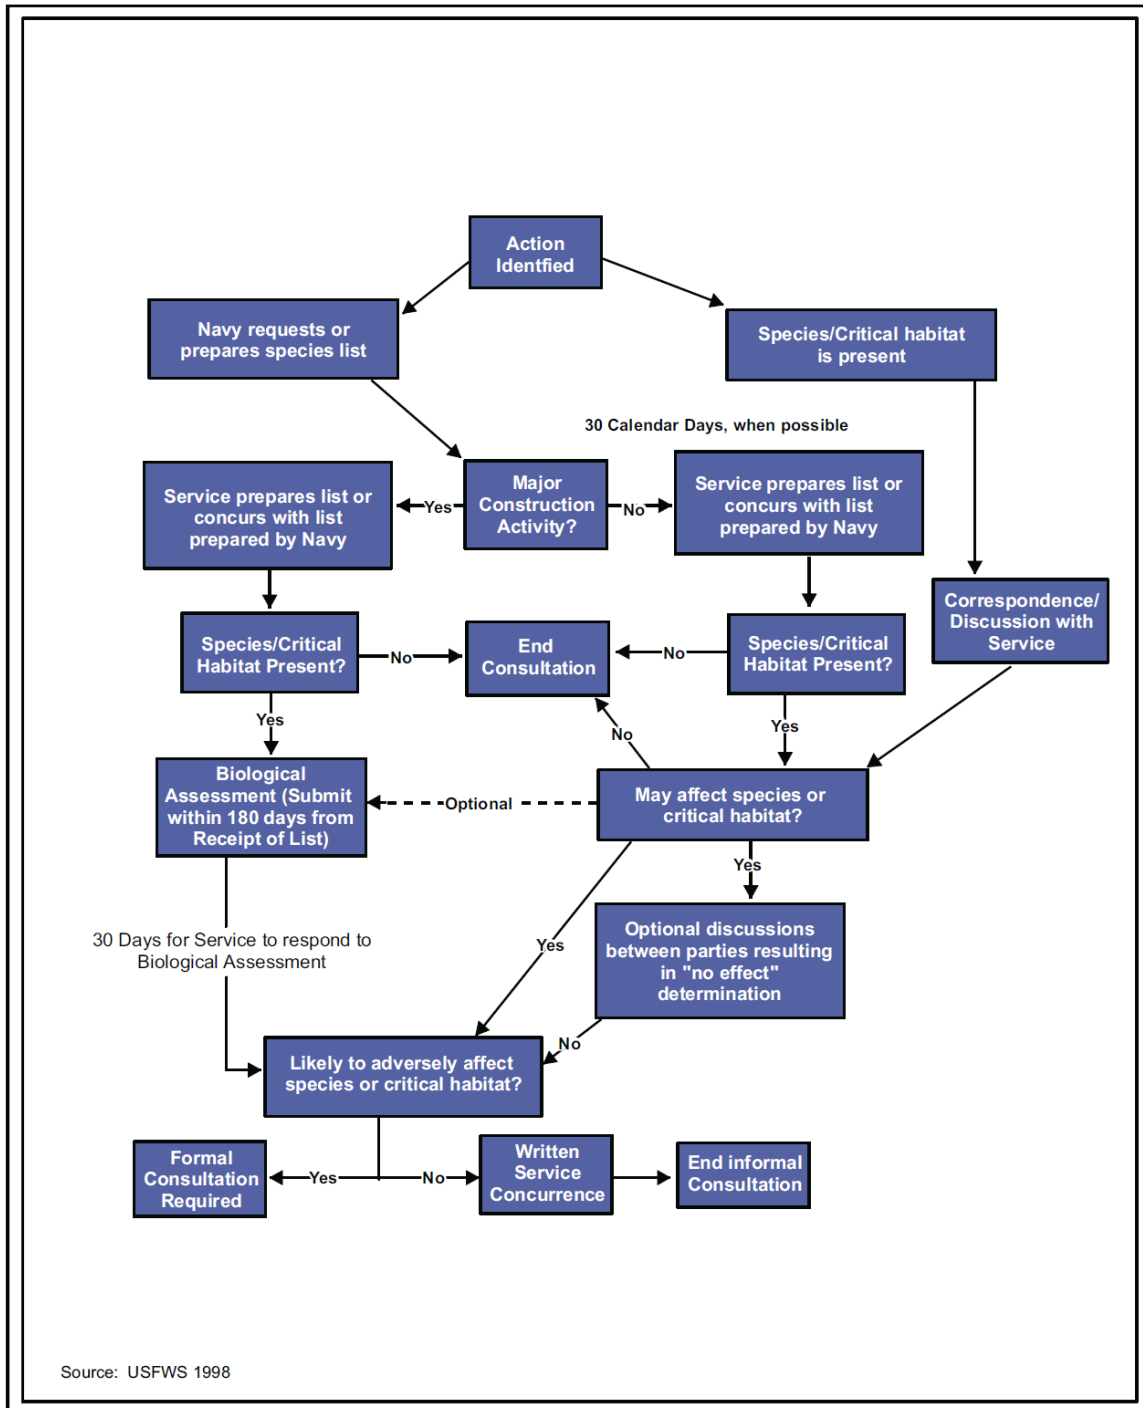 Action
Identfied
Navy requests or
prepares species list
Species/Critical habitat
is present
30 Calendar Days, when possible
Service prepares list or
concurs with list
prepared by Navy
Yes
Major
Construction
Activity?
No
Service prepares list or
concurs with list
prepared by Navy
Correspondence/
Discussion with
Service
Species/Critical
Habitat Present?
No
End
Consultation
No
Species/Critical
Habitat Present?
Yes
No
Yes
Biological
Assessment (Submit
within 180 days from
Receipt of List)
Optional
May affect species or
critical habitat?
Yes
30 Days for Service to respond to
Biological Assessment
Yes
Optional discussions
between parties resulting
in "no effect"
determination
No
Likely to adversely affect
species or critical habitat?
Formal
Consultation
Required
Yes
No
Written
Service
Concurrence
End informal
Consultation
Source: USFWS 1998